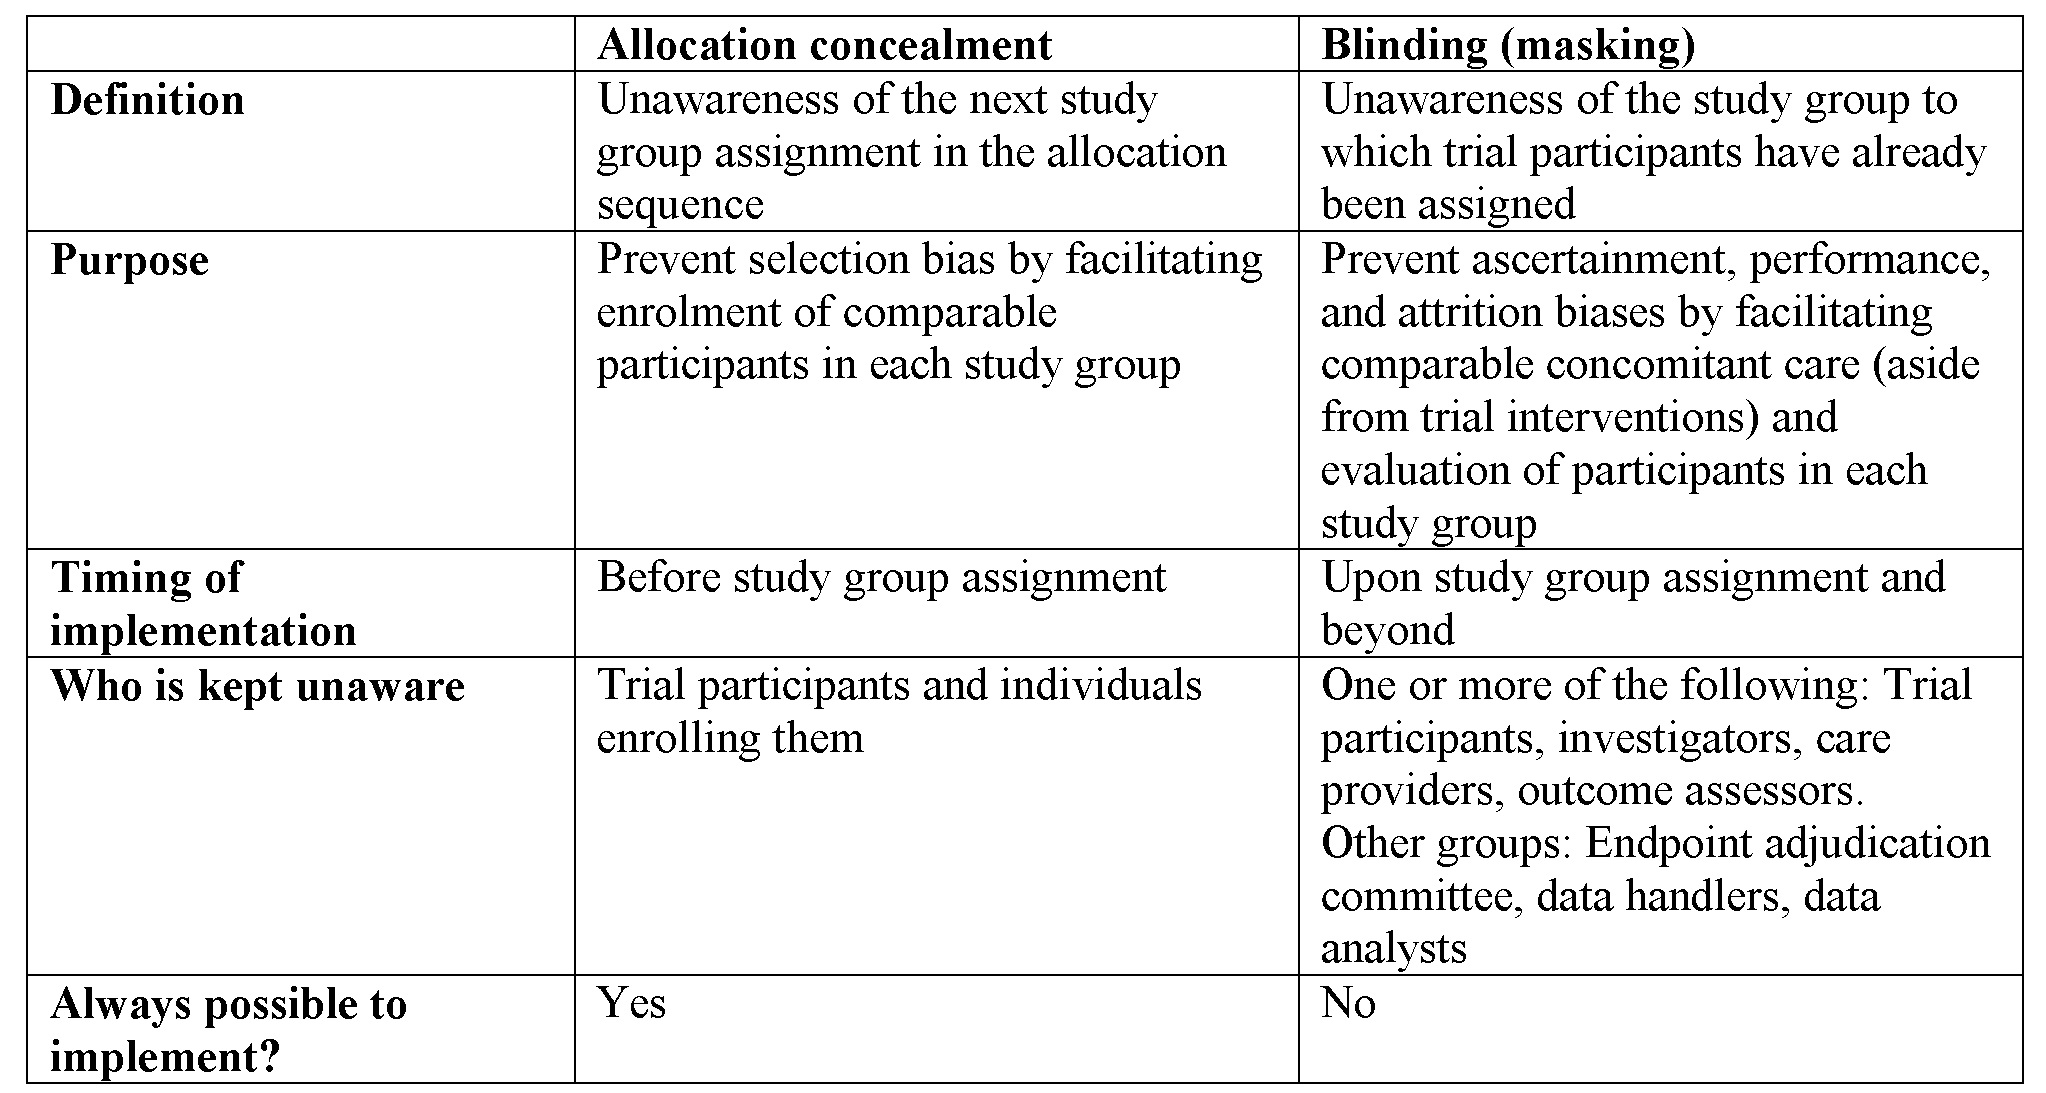 Allocation concealment
Blinding (masking)
Definition
Unawareness of the next study
group assignment in the allocation
sequence
Unawareness of the study group to
which trial participants have already
been assigned
Purpose
Prevent selection bias by facilitating
enrolment of comparable
participants in each study group
Prevent ascertainment, performance,
and attrition biases by facilitating
comparable concomitant care (aside
from trial interventions) and
evaluation of participants in each
study group
Timing of
implementation
Before study group assignment
Upon study group assignment and
beyond
Who is kept unaware
Trial participants and individuals
enrolling them
One or more of the following: Trial
participants, investigators, care
providers, outcome assessors.
Other groups: Endpoint adjudication
committee, data handlers, data
analysts
Always possible to
implement?
Yes
No